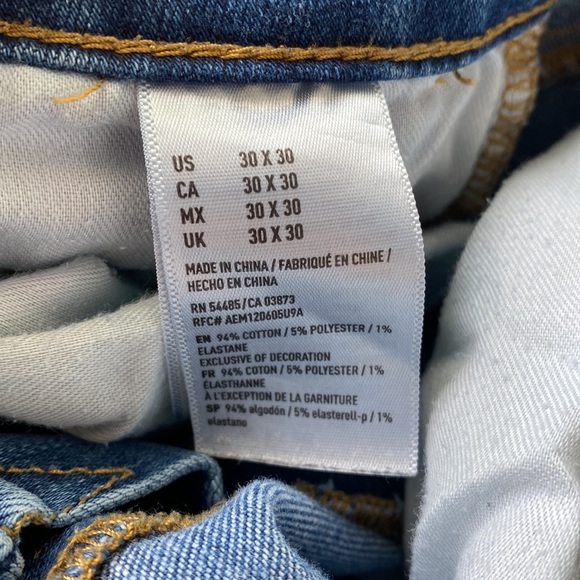 US 30 X 30
CA 30 X 30
MX 30 X 30
UK 30 X 30
MADE IN CHINA / FABRIQUÉ EN CHINE /
HECHO EN CHINA
RN 54485/CA 03873
RFC# AEM120605U9A
EN 94% COTTON / 5% POLYESTER / 1%
ELASTANE
EXCLUSIVE OF DECORATION
FR 94% COTON / 5% POLYESTER / 1%
ÉLASTHANNE
À L'EXCEPTION DE LA GARNITURE
SP 94% algodón / 5% elasterell-p / 1%
elastano